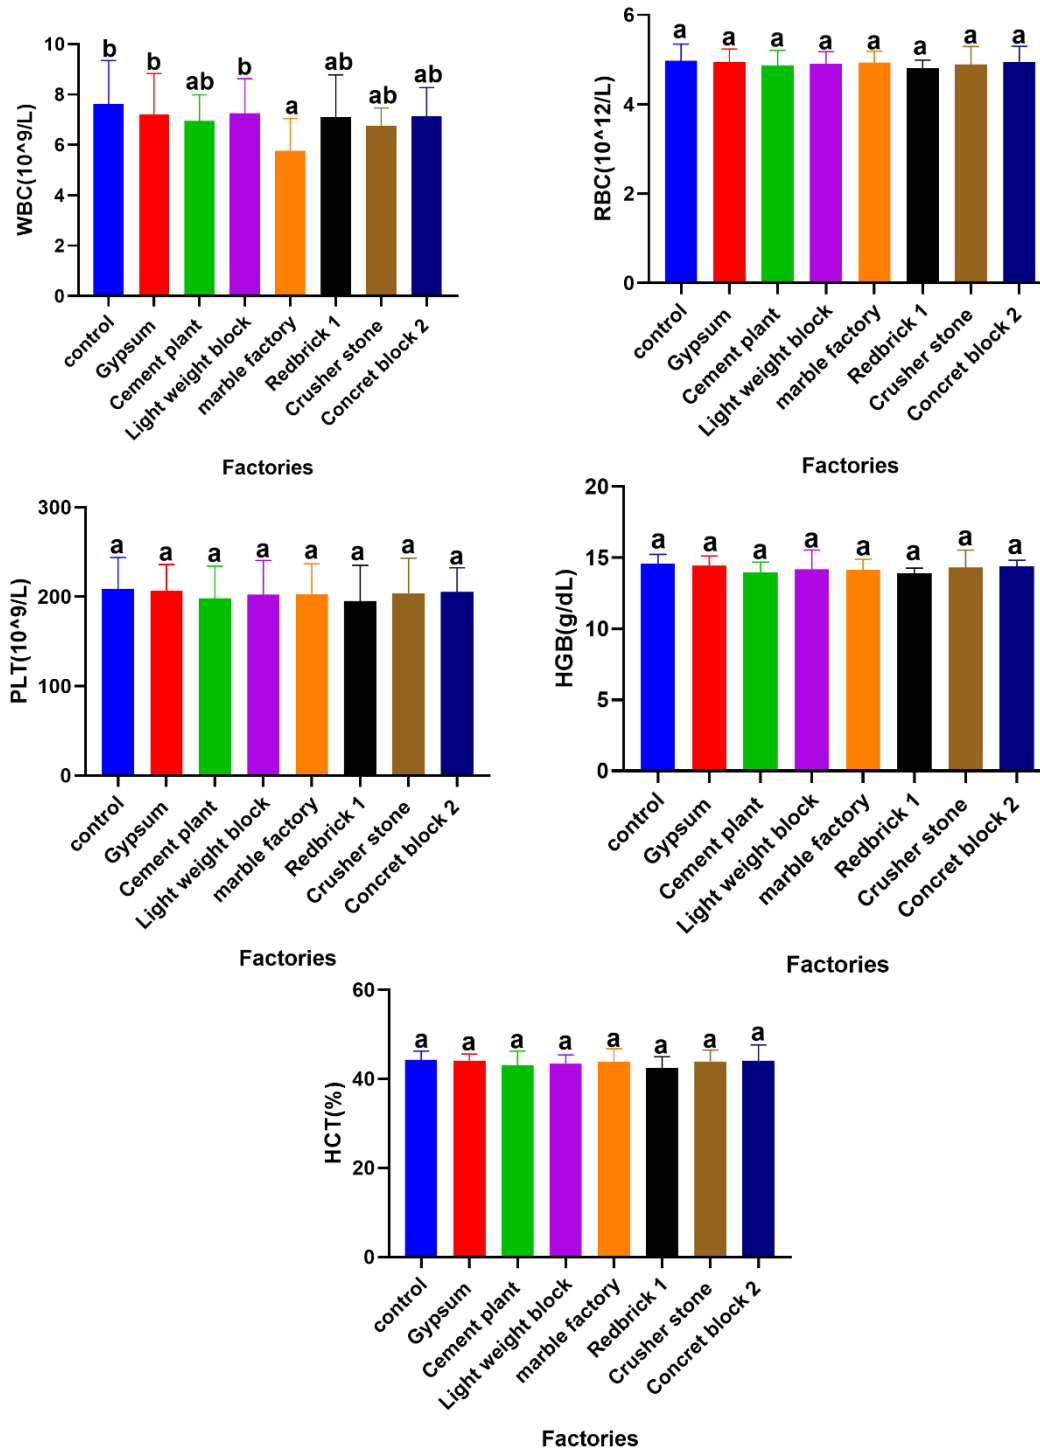 WBC(10^9/L)
10
8
6
4
2
0
b
b
ab
b
a
ab
ab
ab
control
Gypsum
Cement plant
Light weight block
marble factory
Redbrick 1
Crusher stone
Concret block 2
Factories
RBC(10^12/L)
6
4
2
0
a
a
a
a
a
a
a
a
control
Gypsum
Cement plant
Light weight block
marble factory
Redbrick 1
Crusher stone
Concret block 2
Factories
PLT(10^9/L)
300
200
100
0
a
a
a
a
a
a
a
a
control
Gypsum
Cement plant
Light weight block
marble factory
Redbrick 1
Crusher stone
Concret block 2
Factories
HGB(g/dL)
20
15
10
5
0
a
a
a
a
a
a
a
a
control
Gypsum
Cement plant
Light weight block
marble factory
Redbrick 1
Crusher stone
Concret block 2
Factories
HCT(%)
60
40
20
0
a
a
a
a
a
a
a
a
control
Gypsum
Cement plant
Light weight block
marble factory
Redbrick 1
Crusher stone
Concret block 2
Factories